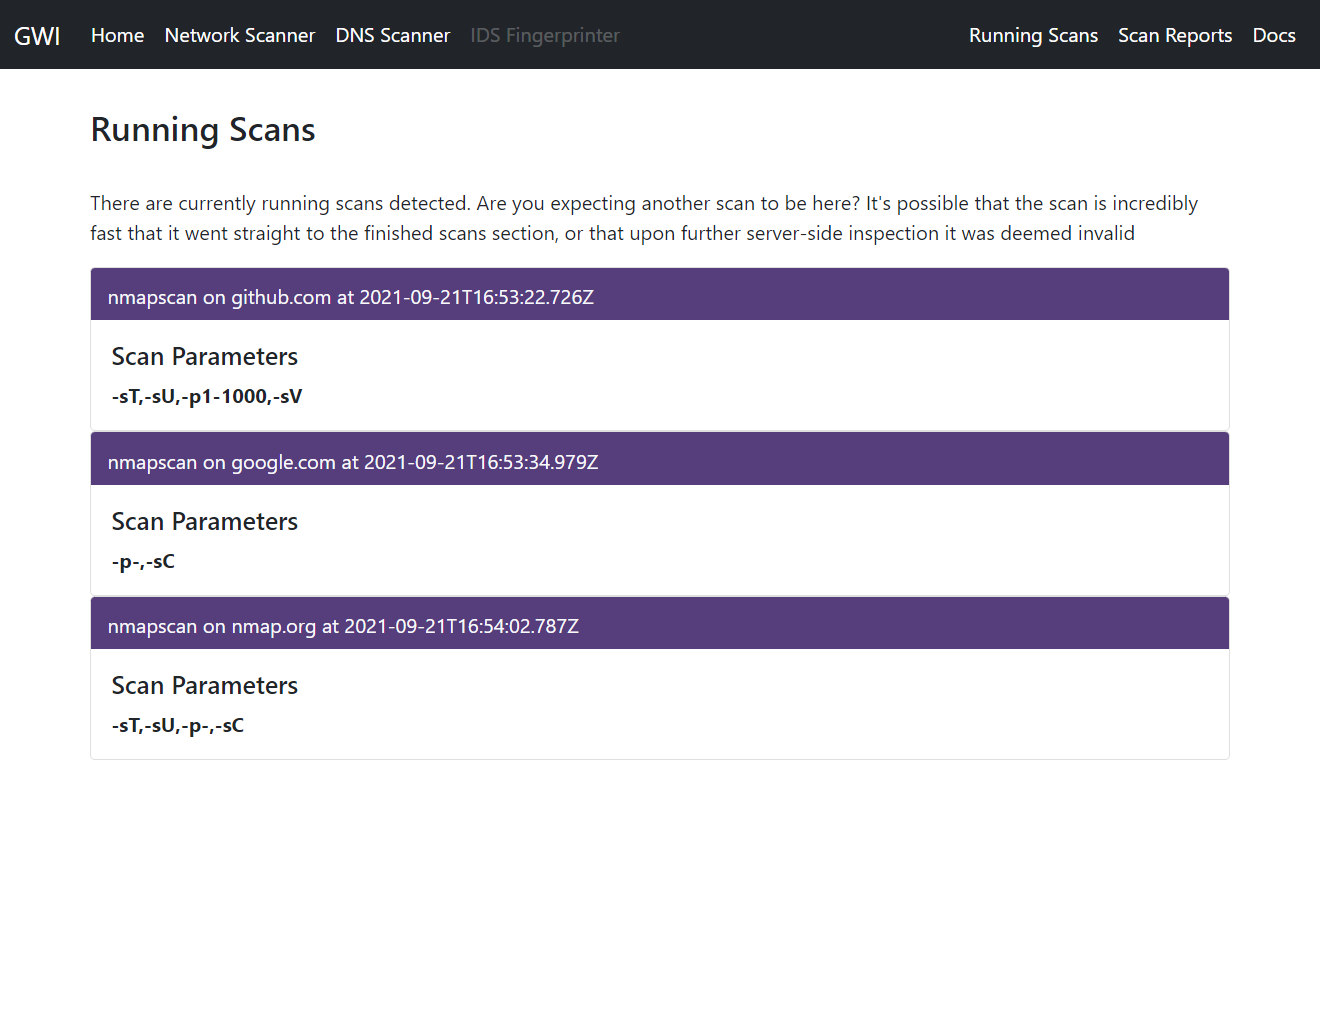 GWI Home Network Scanner DNS Scanner IDS Fingerprinter Running Scans Scan Reports Docs
Running Scans
There are currently running scans detected. Are you expecting another scan to be here? It's possible that the scan is incredibly
fast that it went straight to the finished scans section, or that upon further server-side inspection it was deemed invalid
nmapscan on github.com at 2021-09-21T16:53:22.726Z
Scan Parameters
-sT,-sU,-p1-1000,-sV
nmapscan on google.com at 2021-09-21T16:53:34.979Z
Scan Parameters
-p-,-sC
nmapscan on nmap.org at 2021-09-21T16:54:02.787Z
Scan Parameters
-sT,-sU,-p-,-sC